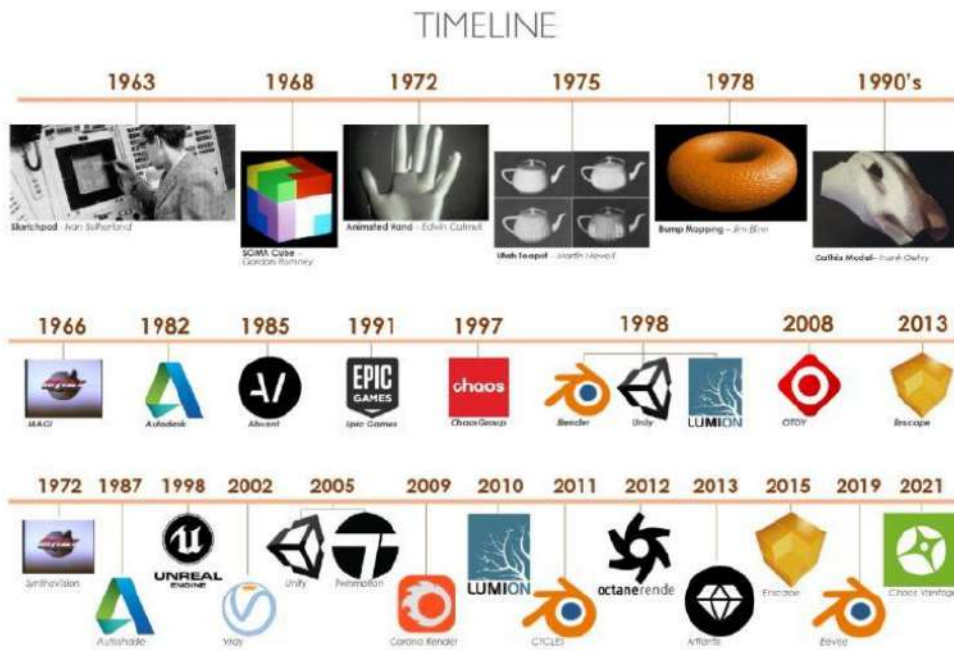 TIMELINE
1963 1968 1972 1975 1978 1990's
Sketchpad - Ivan Sutherland
SOMA Cube -
Gordon Romney
Animated Hand - Edwin Catmull
Utah Teapot - Martin Newell
Bump Mapping - Jim Blinn
Model- Frank Gehry
1966 1982 1985 1991 1997 1998 2008 2013
MAGI
Autodesk
Abvent
EPIC
GAMES
Epic Games
chaos
ChaosGroup
Blender
Unity
LUMION
OTOY
Enscape
1972 1987 1998 2002 2005 2009 2010 2011 2012 2013 2015 2019 2021
SynthaVision
Autoshade
UNREAL
ENGINE
Vray
Unity
Twinmotion
Corona Render
LUMION
CYCLES
octanerende
Artlantis
Enscape
Eevee
Chaos Vantage